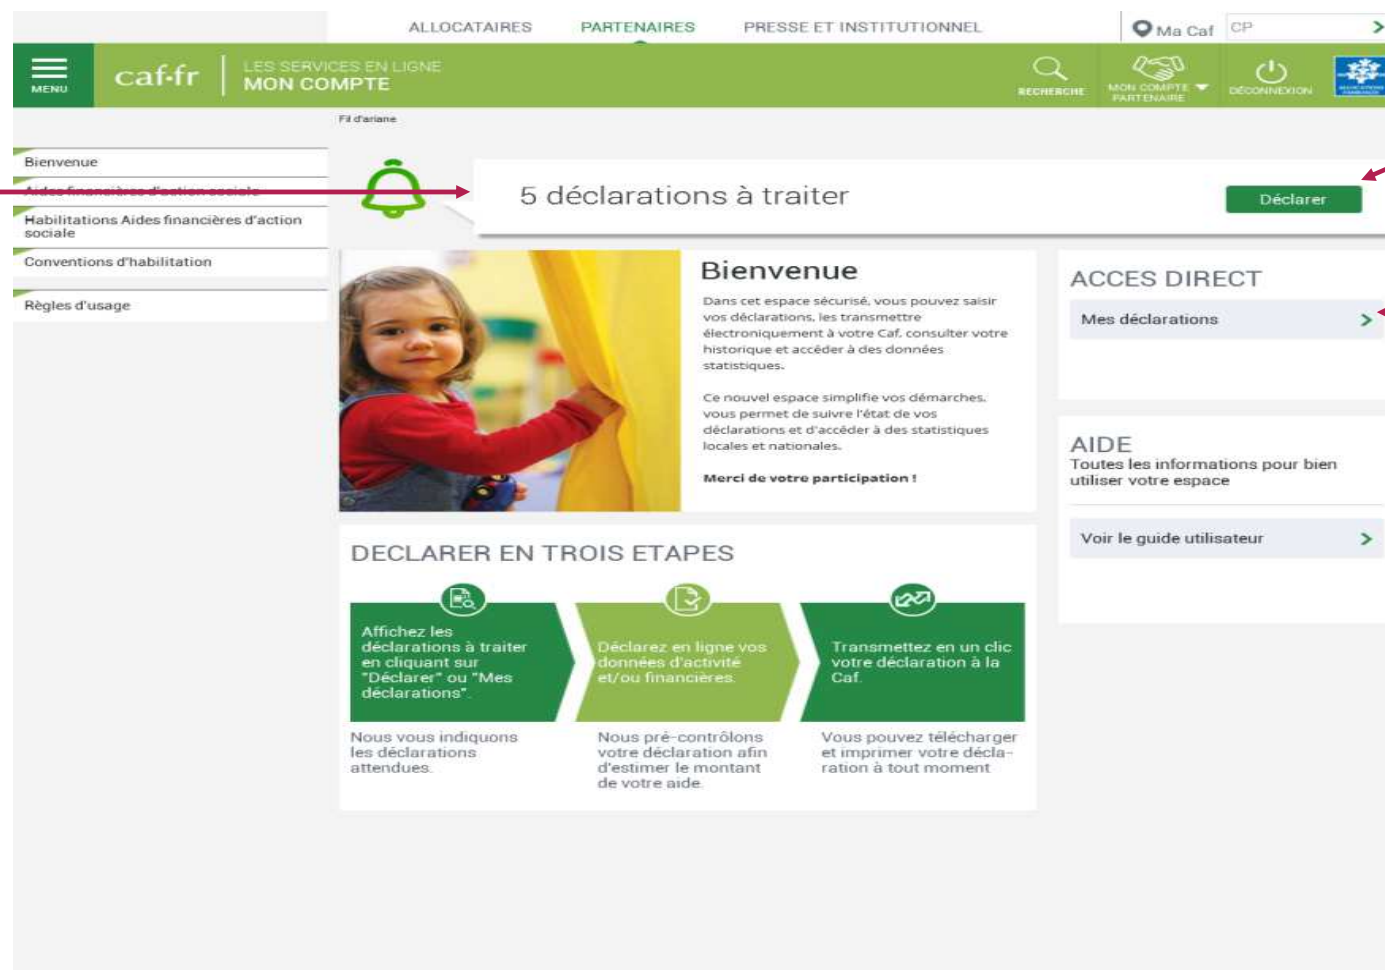 ALLOCATAIRES PARTENAIRES PRESSE ET INSTITUTIONNEL Ma Caf CP
MENU caf·fr LES SERVICES EN LIGNE
MON COMPTE
RECHERCHE MON COMPTE
PARTENAIRE DÉCONNEXION
Fil d'ariane
Bienvenue
Aides financières d'action sociale
Habilitations Aides financières d'action
sociale
Conventions d'habilitation
Règles d'usage
5 déclarations à traiter
Déclarer
Bienvenue
Dans cet espace sécurisé, vous pouvez saisir
vos déclarations, les transmettre
électroniquement à votre Caf, consulter votre
historique et accéder à des données
statistiques.
Ce nouvel espace simplifie vos démarches,
vous permet de suivre l'état de vos
déclarations et d'accéder à des statistiques
locales et nationales.
Merci de votre participation !
ACCES DIRECT
Mes déclarations
AIDE
Toutes les informations pour bien
utiliser votre espace
Voir le guide utilisateur
DECLARER EN TROIS ETAPES
Affichez les
déclarations à traiter
en cliquant sur
"Déclarer" ou "Mes
déclarations".
Nous vous indiquons
les déclarations
attendues.
Déclarez en ligne vos
données d'activité
et/ou financières.
Nous pré-contrôlons
votre déclaration afin
d'estimer le montant
de votre aide.
Transmettez en un clic
votre déclaration à la
Caf.
Vous pouvez télécharger
et imprimer votre décla-
ration à tout moment